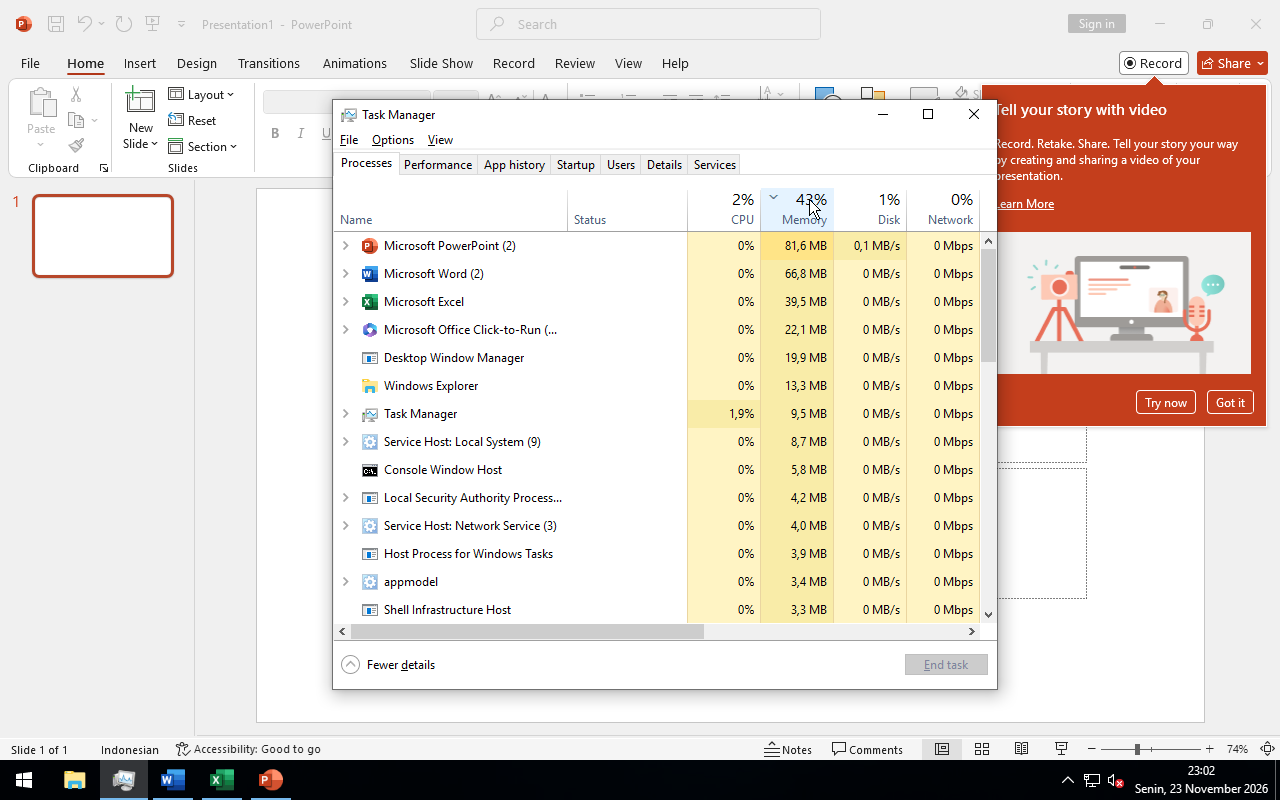 Presentation1 - PowerPoint
Search
Sign in
File Home Insert Design Transitions Animations Slide Show Record Review View Help
Record
Share
Paste
Clipboard
New
Slide
Layout
Reset
Section
Slides
B I U
Tell your story with video
Record. Retake. Share. Tell your story your way
by creating and sharing a video of your
presentation.
Learn More
Try now
Got it
1
Task Manager
File Options View
Processes Performance App history Startup Users Details Services
2% 43% 1% 0%
Name Status CPU Memory Disk Network
Microsoft PowerPoint (2) 0% 81,6 MB 0,1 MB/s 0 Mbps
Microsoft Word (2) 0% 66,8 MB 0 MB/s 0 Mbps
Microsoft Excel 0% 39,5 MB 0 MB/s 0 Mbps
Microsoft Office Click-to-Run (... 0% 22,1 MB 0 MB/s 0 Mbps
Desktop Window Manager 0% 19,9 MB 0 MB/s 0 Mbps
Windows Explorer 0% 13,3 MB 0 MB/s 0 Mbps
Task Manager 1,9% 9,5 MB 0 MB/s 0 Mbps
Service Host: Local System (9) 0% 8,7 MB 0 MB/s 0 Mbps
Console Window Host 0% 5,8 MB 0 MB/s 0 Mbps
Local Security Authority Process... 0% 4,2 MB 0 MB/s 0 Mbps
Service Host: Network Service (3) 0% 4,0 MB 0 MB/s 0 Mbps
Host Process for Windows Tasks 0% 3,9 MB 0 MB/s 0 Mbps
appmodel 0% 3,4 MB 0 MB/s 0 Mbps
Shell Infrastructure Host 0% 3,3 MB 0 MB/s 0 Mbps
Fewer details
End task
Slide 1 of 1 Indonesian Accessibility: Good to go Notes Comments 74%
23:02
Senin, 23 November 2026